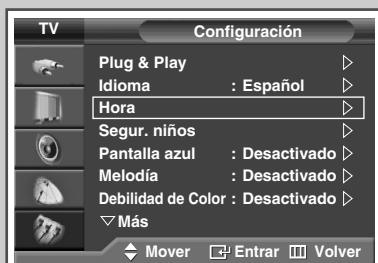 TV Configuración
Plug & Play
Idioma : Español
Hora
Segur. niños
Pantalla azul : Desactivado
Melodía : Desactivado
Debilidad de Color : Desactivado
Más
Mover Entrar Volver